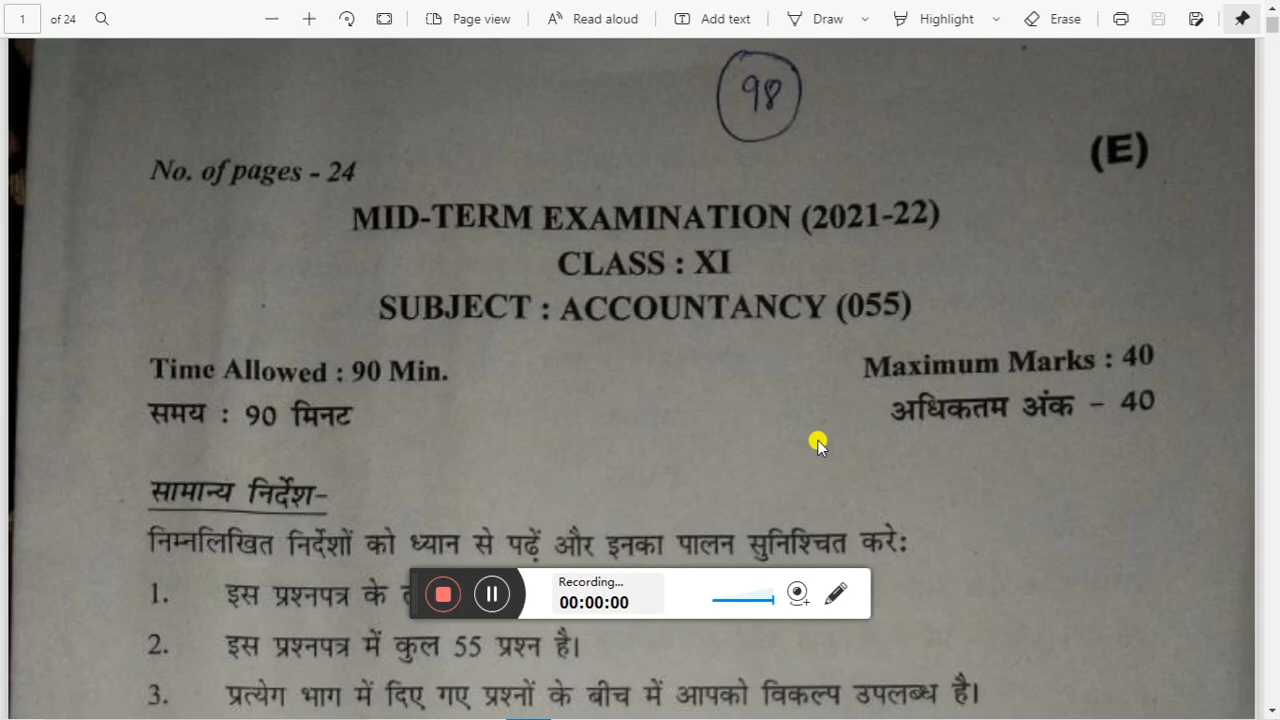 1 of 24 Page view Read aloud Add text Draw Highlight Erase
98
(E)
No. of pages - 24
MID-TERM EXAMINATION (2021-22)
CLASS : XI
SUBJECT : ACCOUNTANCY (055)
Time Allowed : 90 Min. Maximum Marks : 40
समय : 90 मिनट अधिकतम अंक - 40
सामान्य निर्देश-
निम्नलिखित निर्देशों को ध्यान से पढ़ें और इनका पालन सुनिश्चित करे:
1. इस प्रश्नपत्र के
Recording...
00:00:00
2. इस प्रश्नपत्र में कुल 55 प्रश्न है।
3. प्रत्येग भाग में दिए गए प्रश्नों के बीच में आपको विकल्प उपलब्ध है।